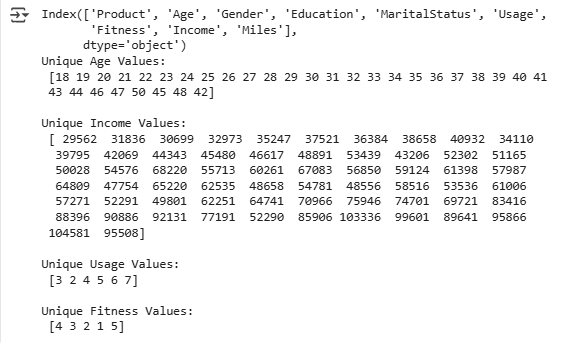 Index(['Product', 'Age', 'Gender', 'Education', 'MaritalStatus', 'Usage',
'Fitness', 'Income', 'Miles'],
dtype='object')
Unique Age Values:
[18 19 20 21 22 23 24 25 26 27 28 29 30 31 32 33 34 35 36 37 38 39 40 41
43 44 46 47 50 45 48 42]
Unique Income Values:
[ 29562 31836 30699 32973 35247 37521 36384 38658 40932 34110
39795 42069 44343 45480 46617 48891 53439 43206 52302 51165
50028 54576 68220 55713 60261 67083 56850 59124 61398 57987
64809 47754 65220 62535 48658 54781 48556 58516 53536 61006
57271 52291 49801 62251 64741 70966 75946 74701 69721 83416
88396 90886 92131 77191 52290 85906 103336 99601 89641 95866
104581 95508]
Unique Usage Values:
[3 2 4 5 6 7]
Unique Fitness Values:
[4 3 2 1 5]